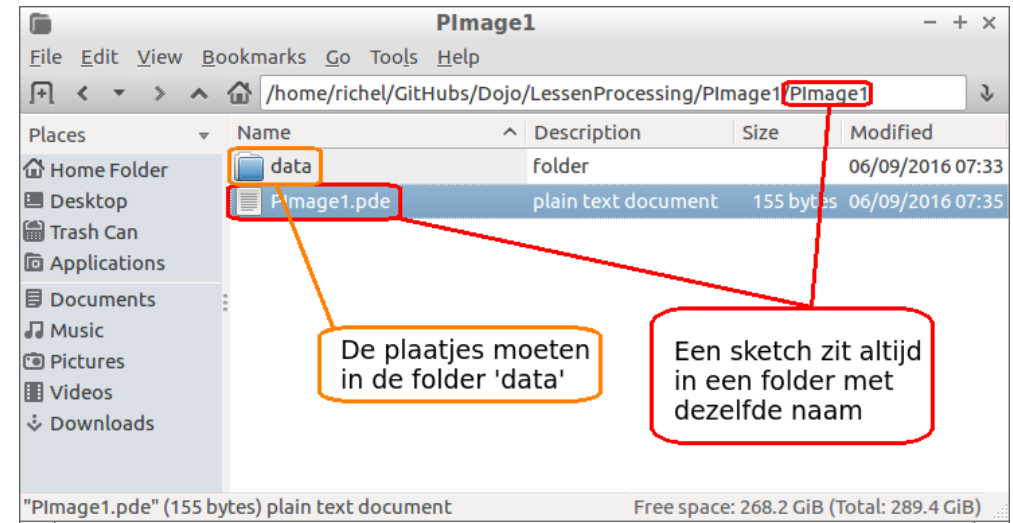 PImage1
File Edit View Bookmarks Go Tools Help
/home/richel/GitHubs/Dojo/LessenProcessing/PImage1/PImage1
Places
Name Description Size Modified
Home Folder
data folder 06/09/2016 07:33
Desktop
PImage1.pde plain text document 155 bytes 06/09/2016 07:35
Trash Can
Applications
Documents
Music
Pictures
Videos
Downloads
De plaatjes moeten
in de folder 'data'
Een sketch zit altijd
in een folder met
dezelfde naam
"PImage1.pde" (155 bytes) plain text document Free space: 268.2 GiB (Total: 289.4 GiB)